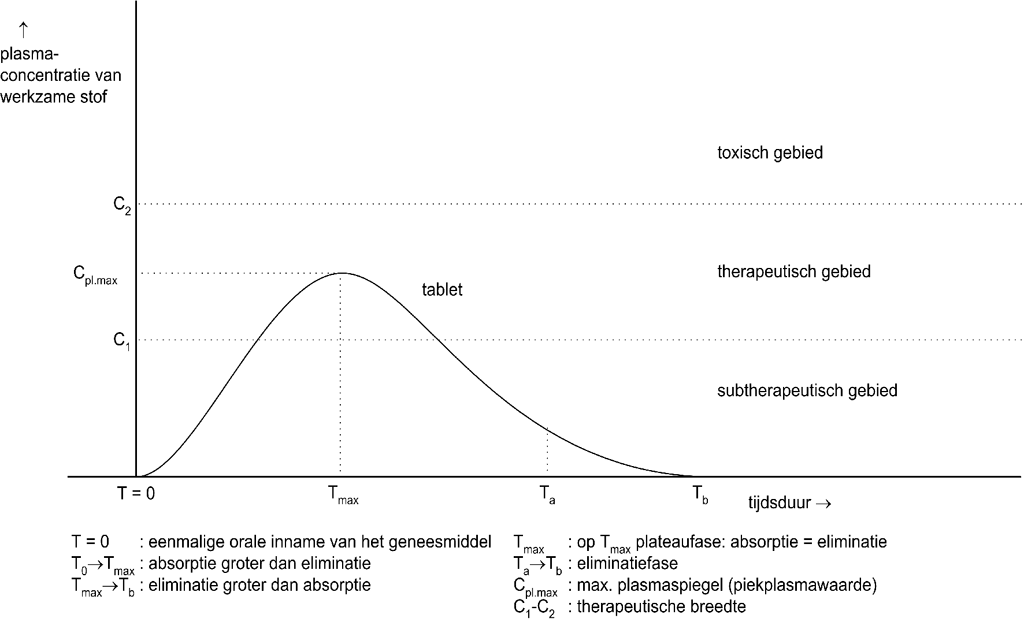 ↑
plasma-
concentratie van
werkzame stof
toxisch gebied
C2
Cpl.max
therapeutisch gebied
tablet
C1
subtherapeutisch gebied
T = 0
Tmax
Ta
Tb
tijdsduur →
T = 0 : eenmalige orale inname van het geneesmiddel
T0→Tmax : absorptie groter dan eliminatie
Tmax→Tb : eliminatie groter dan absorptie
Tmax : op Tmax plateaufase: absorptie = eliminatie
Ta→Tb : eliminatiefase
Cpl.max : max. plasmaspiegel (piekplasmawaarde)
C1-C2 : therapeutische breedte